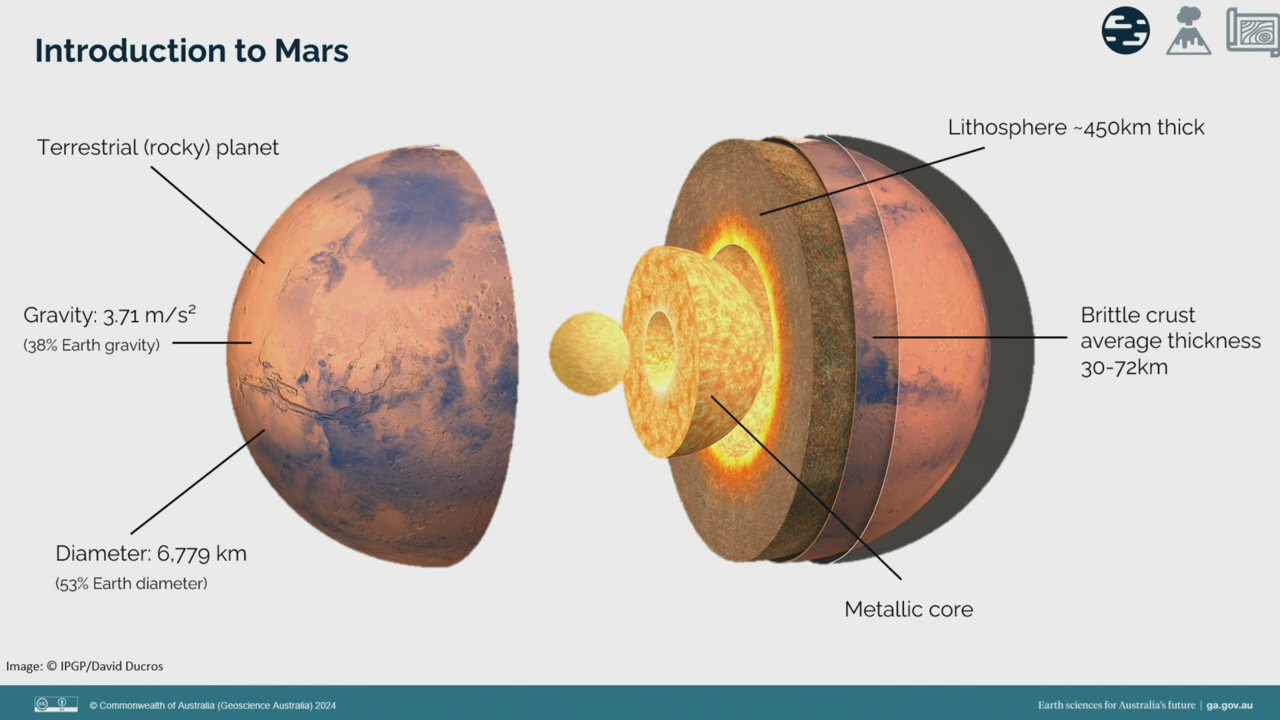 Introduction to Mars
Terrestrial (rocky) planet
Lithosphere ~450km thick
Gravity: 3.71 m/s²
(38% Earth gravity)
Brittle crust
average thickness
30-72km
Diameter: 6,779 km
(53% Earth diameter)
Metallic core
Image: © IPGP/David Ducros
© Commonwealth of Australia (Geoscience Australia) 2024
Earth sciences for Australia's future | ga.gov.au